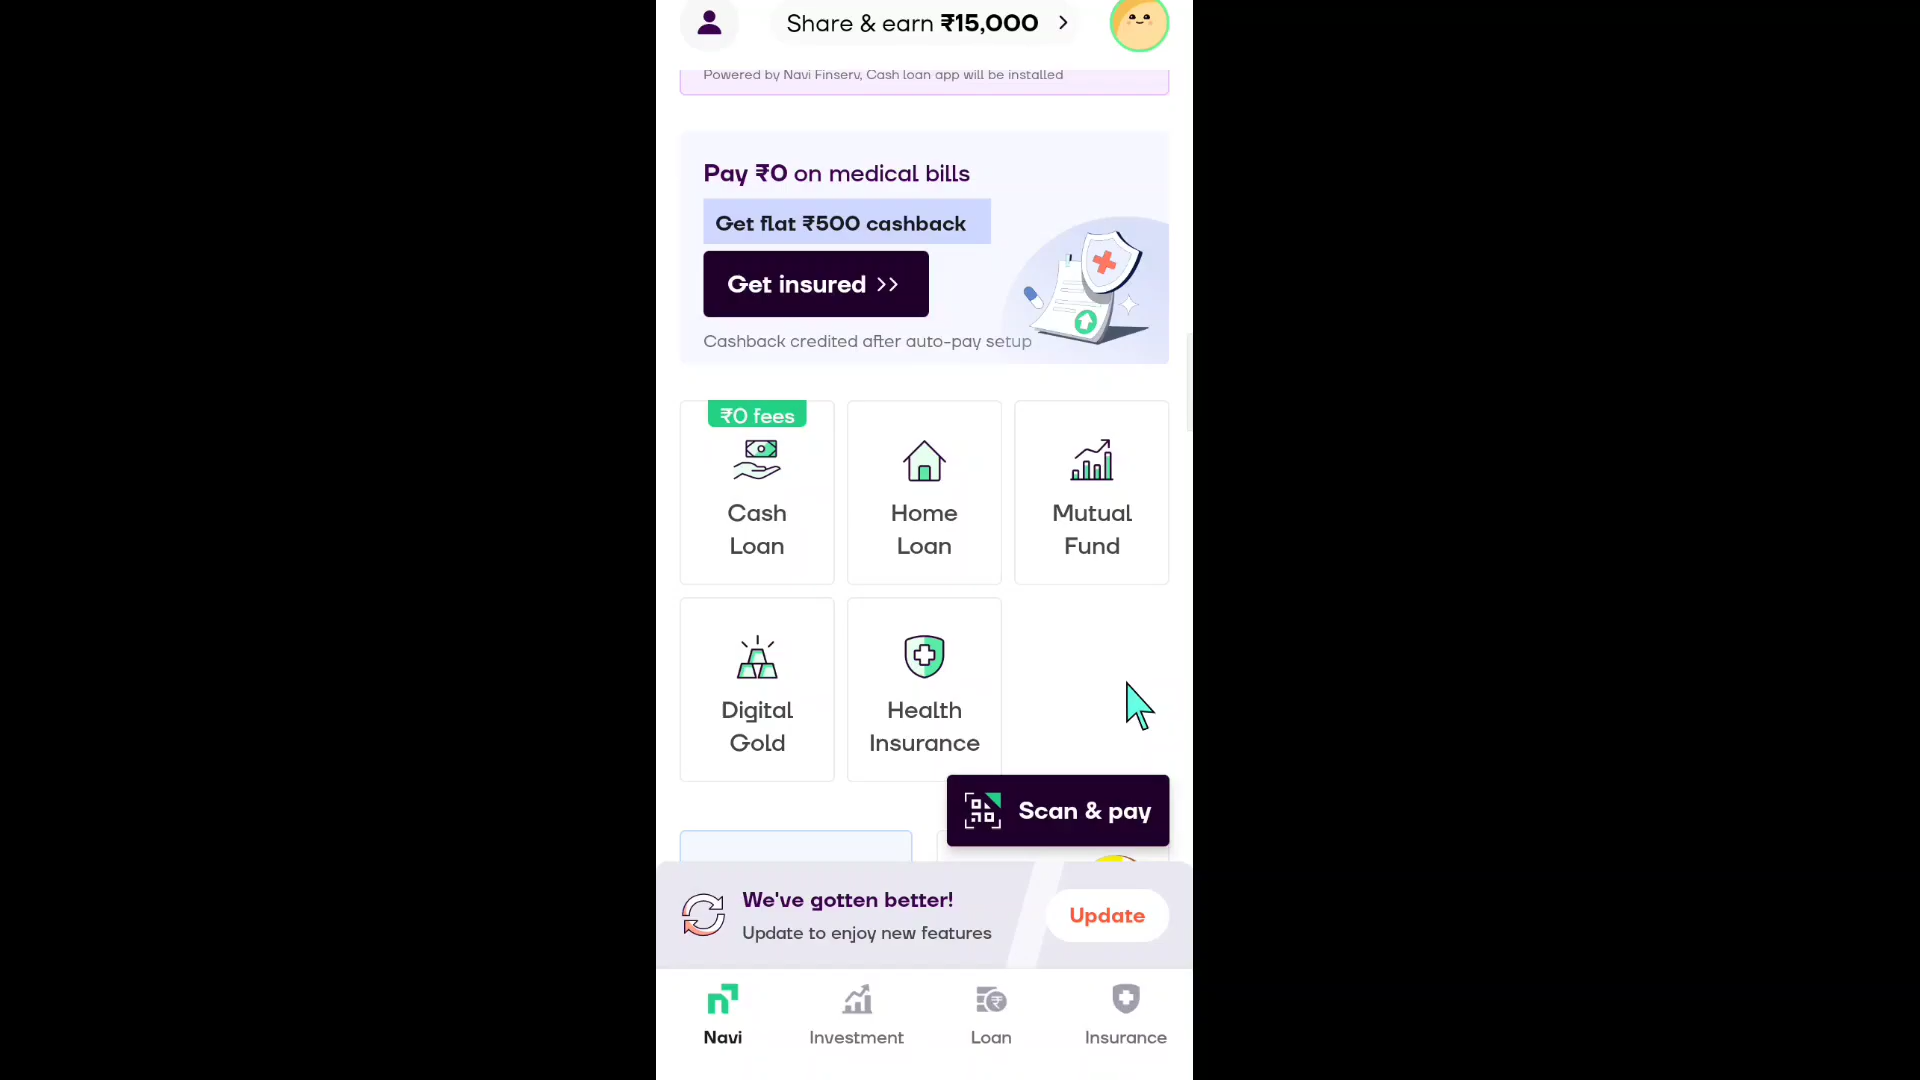 Share & earn ₹15,000
Powered by Navi Finserv, Cash loan app will be installed
Pay ₹0 on medical bills
Get flat ₹500 cashback
Get insured >>
Cashback credited after auto-pay setup
₹0 fees
Cash
Loan
Home
Loan
Mutual
Fund
Digital
Gold
Health
Insurance
Scan & pay
We've gotten better!
Update to enjoy new features
Update
Navi
Investment
Loan
Insurance